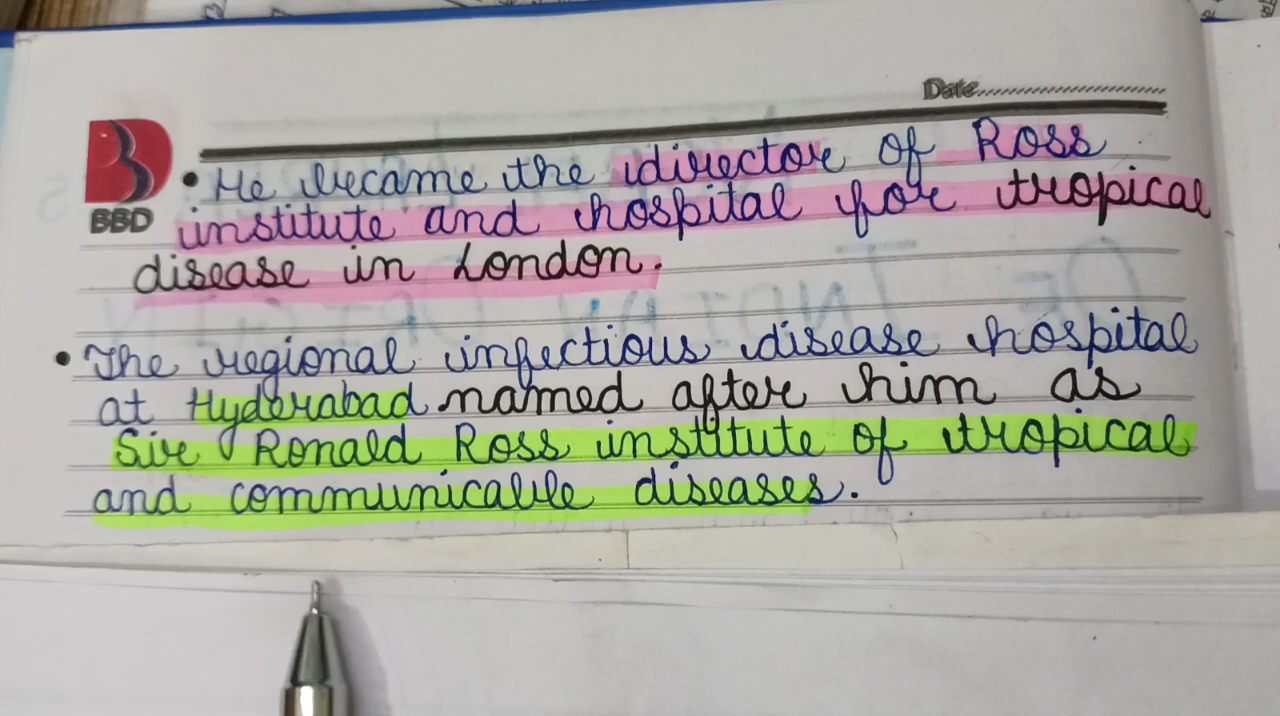 Date
BBD
• He became the director of Ross
institute and hospital for tropical
disease in London.
• The regional infectious disease hospital
at Hyderabad named after him as
Sir Ronald Ross institute of tropical
and communicable diseases.